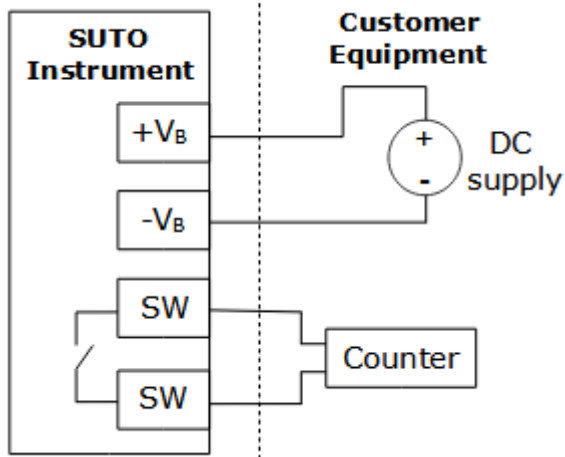 SUTO
Instrument
Customer
Equipment
+VB
+
-
DC
supply
-VB
SW
SW
Counter